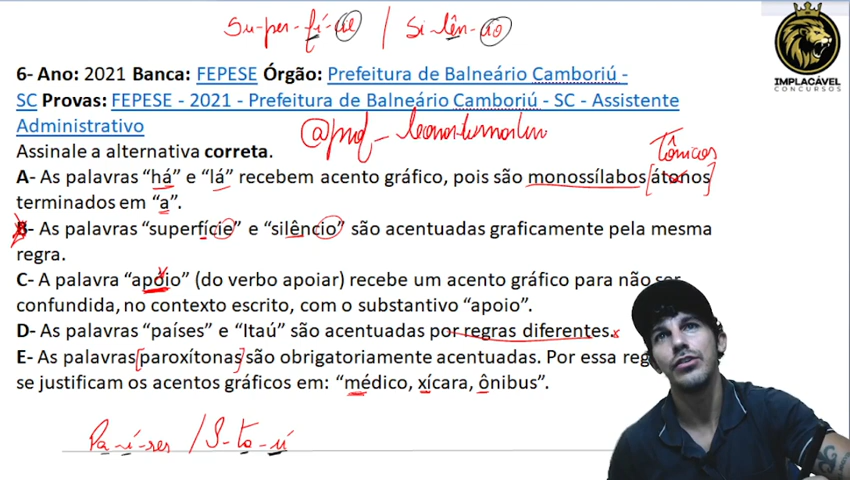 Su-per-fí-cie / Si-lên-cio
IMPLACÁVEL
CONCURSOS
6- Ano: 2021 Banca: FEPESE Órgão: Prefeitura de Balneário Camboriú -
SC Provas: FEPESE - 2021 - Prefeitura de Balneário Camboriú - SC - Assistente
Administrativo
Assinale a alternativa correta.
Tônicos
A- As palavras “há” e “lá” recebem acento gráfico, pois são monossílabos átonos
terminados em “a”.
B- As palavras “superfície” e “silêncio” são acentuadas graficamente pela mesma
regra.
C- A palavra “apóio” (do verbo apoiar) recebe um acento gráfico para não ser
confundida, no contexto escrito, com o substantivo “apoio”.
D- As palavras “países” e “Itaú” são acentuadas por regras diferentes.
E- As palavras paroxítonas são obrigatoriamente acentuadas. Por essa
se justificam os acentos gráficos em: “médico, xícara, ônibus”.
Pa-í-ses / I-ta-ú